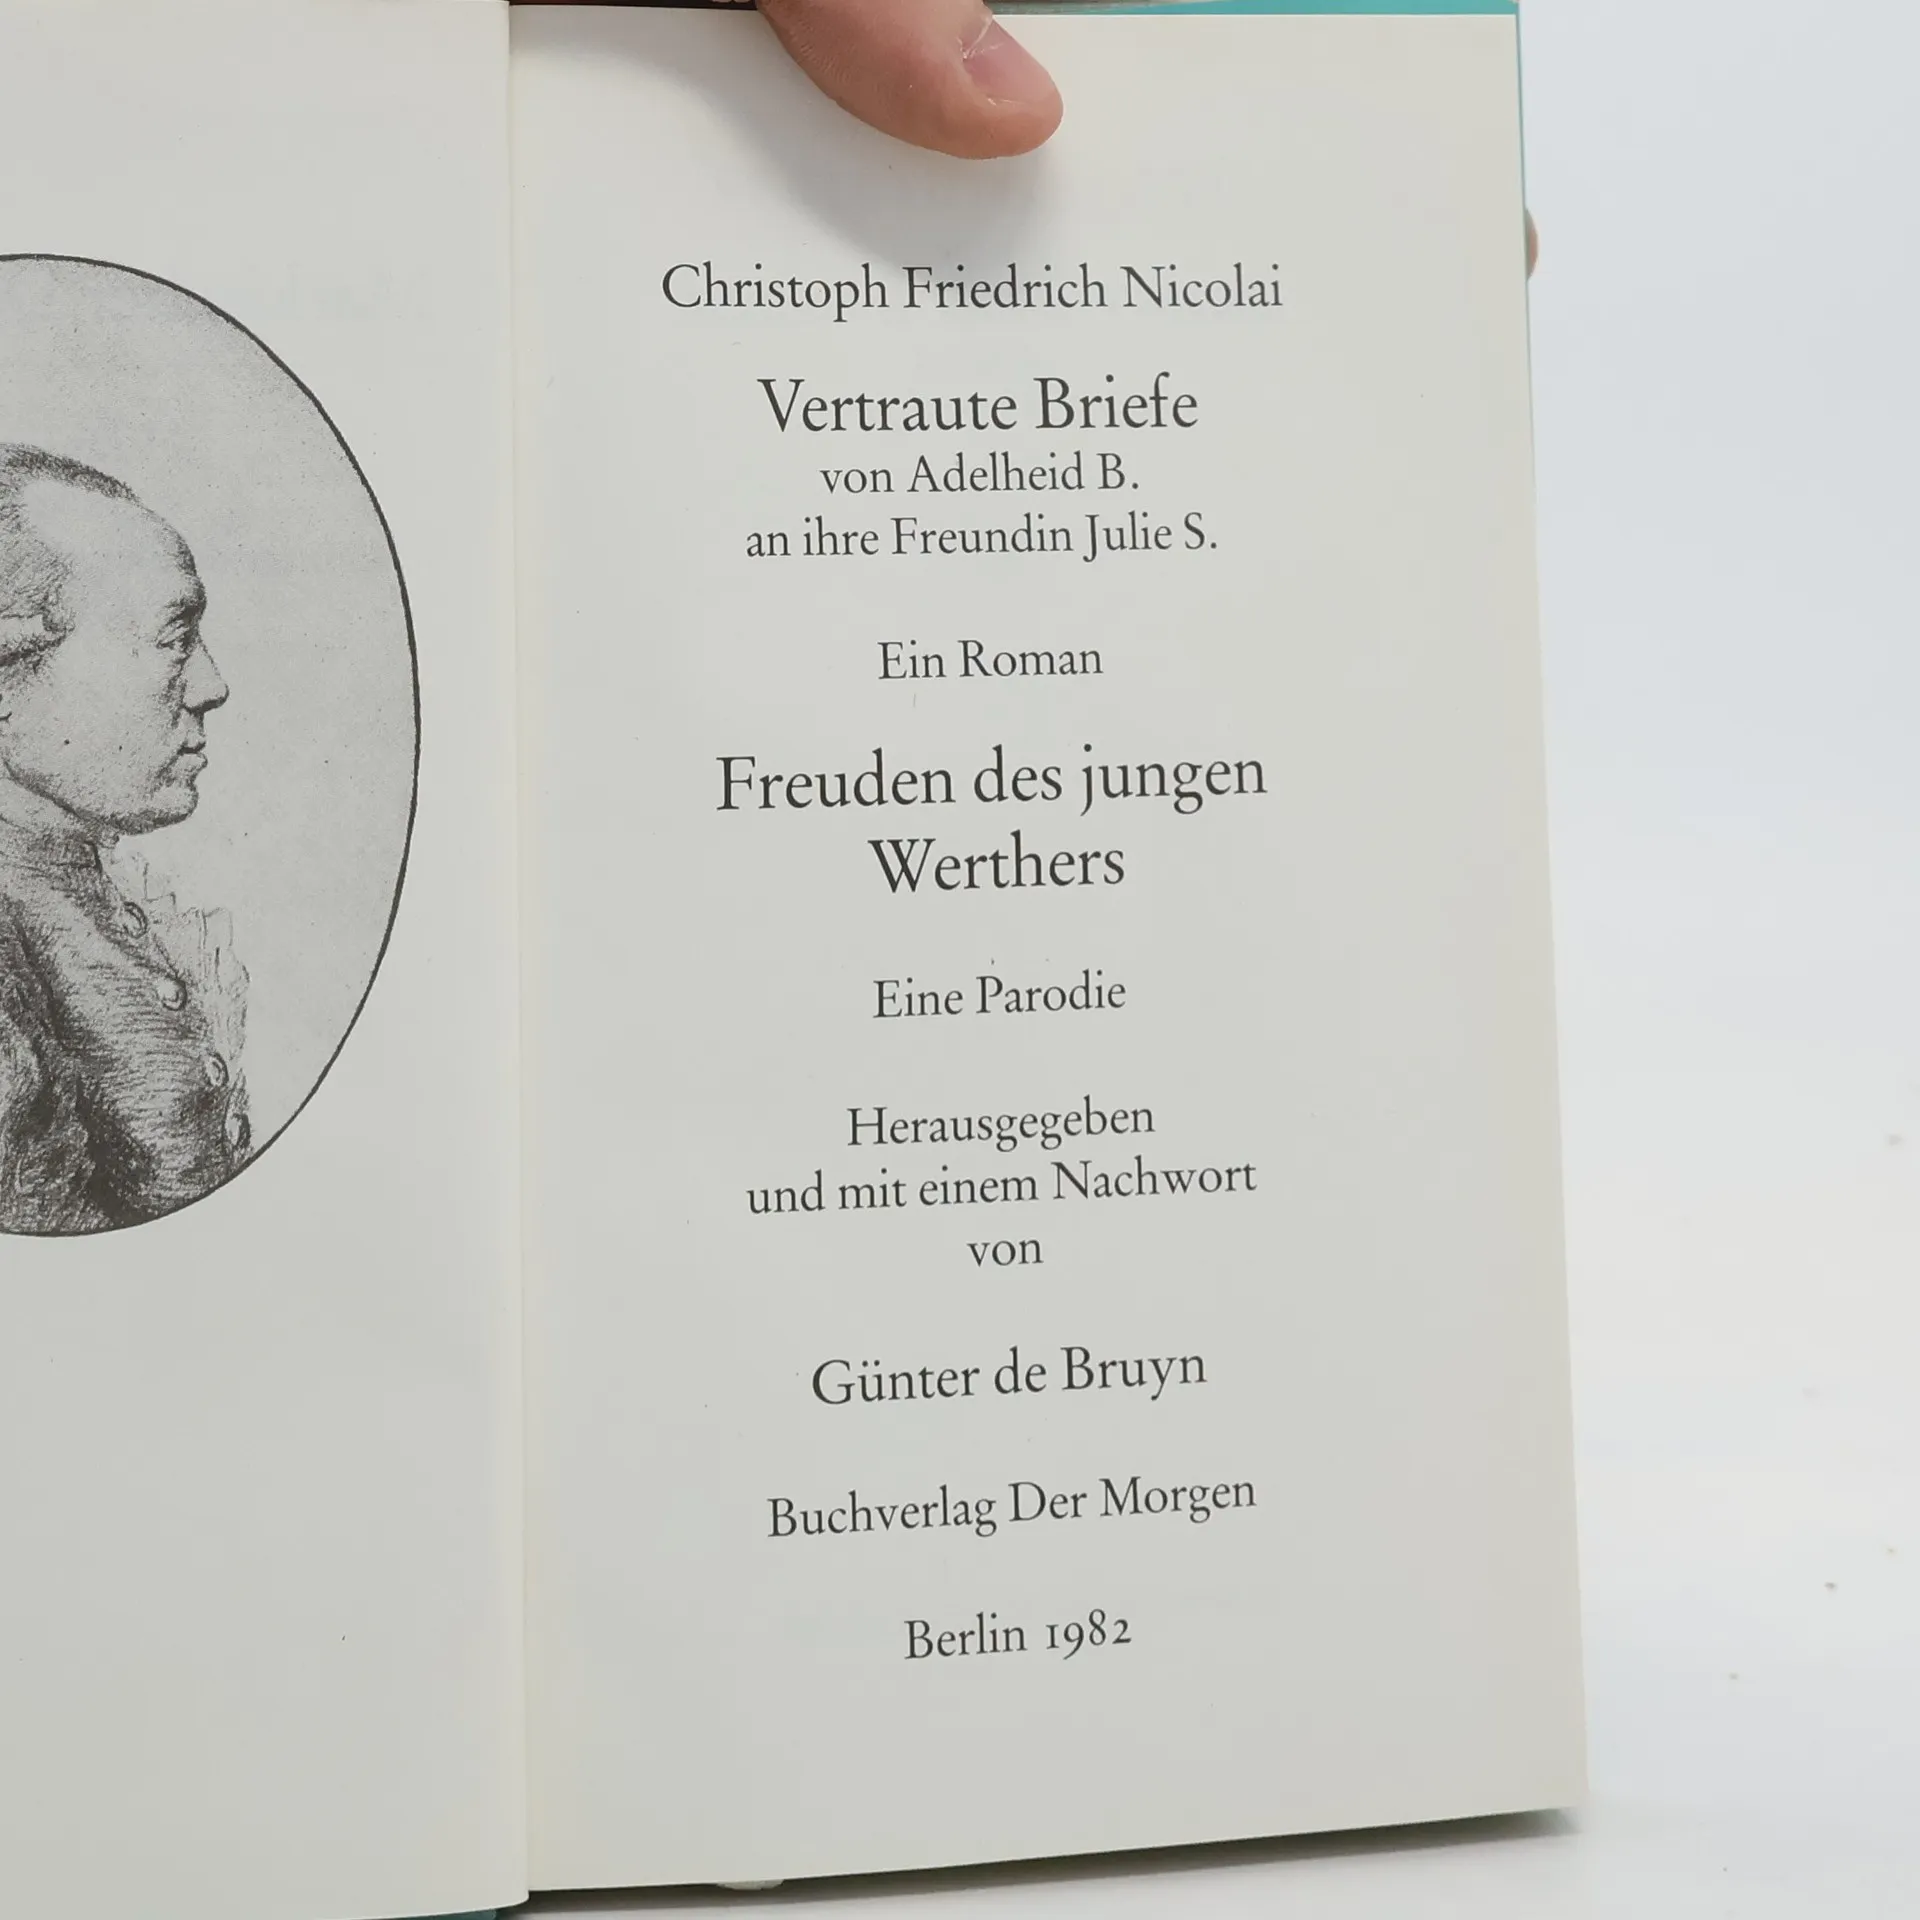 Christoph Friedrich Nicolai
Vertraute Briefe
von Adelheid B.
an ihre Freundin Julie S.
Ein Roman
Freuden des jungen
Werthers
Eine Parodie
Herausgegeben
und mit einem Nachwort
von
Günter de Bruyn
Buchverlag Der Morgen
Berlin 1982